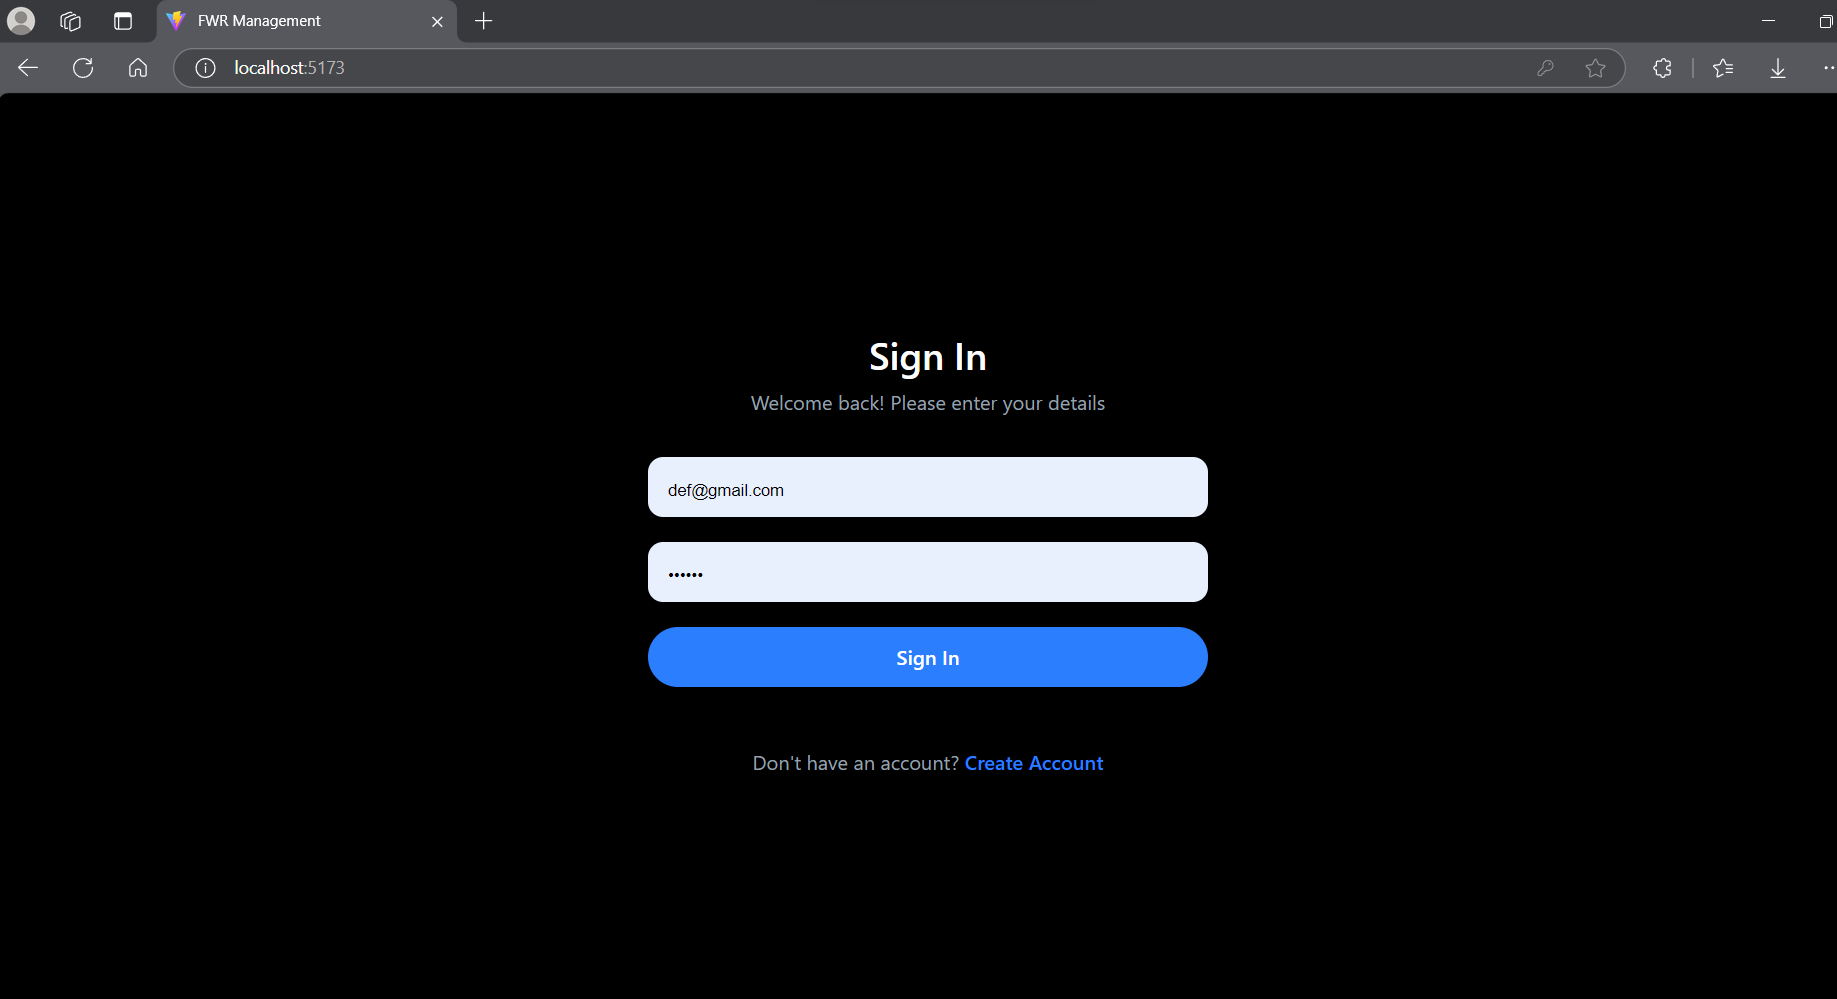 FWR Management
localhost:5173
Sign In
Welcome back! Please enter your details
def@gmail.com
••••••
Sign In
Don't have an account? Create Account